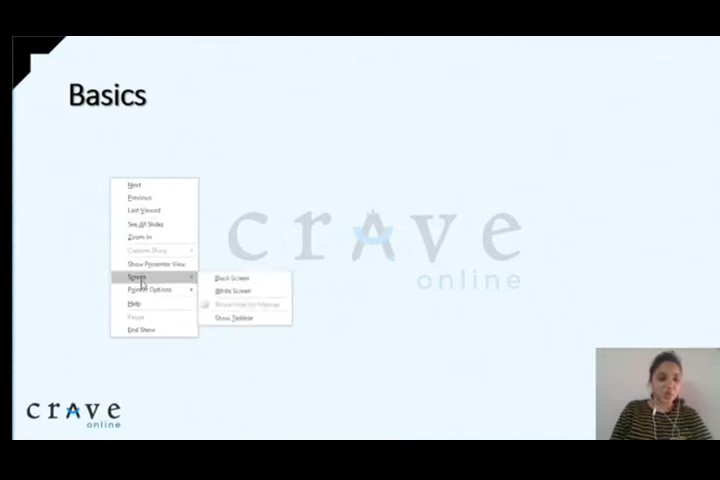 Basics
Next
Previous
Last Viewed
See All Slides
Zoom In
Custom Show
Show Presenter View
Screen
Pointer Options
Help
Pause
End Show
Black Screen
White Screen
Show Taskbar
crave
online
crave
online